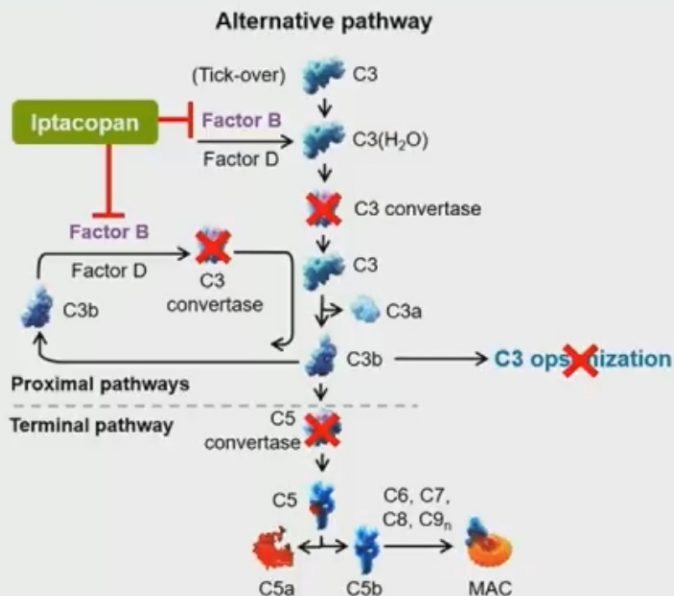 Alternative pathway
(Tick-over)
C3
Iptacopan
Factor B
Factor D
C3(H₂O)
C3 convertase
Factor B
Factor D
C3
convertase
C3
C3b
C3a
C3b
C3 ops nization
Proximal pathways
Terminal pathway
C5
convertase
C5
C6, C7,
C8, C9ₙ
C5a
C5b
MAC